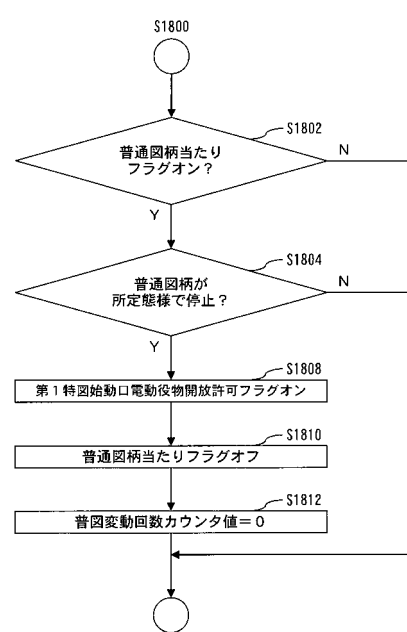 S1800
S1802
普通図柄当たり
フラグオン?
N
Y
S1804
普通図柄が
所定態様で停止?
N
Y
S1808
第1特図始動口電動役物開放許可フラグオン
S1810
普通図柄当たりフラグオフ
S1812
普図変動回数カウンタ値=0